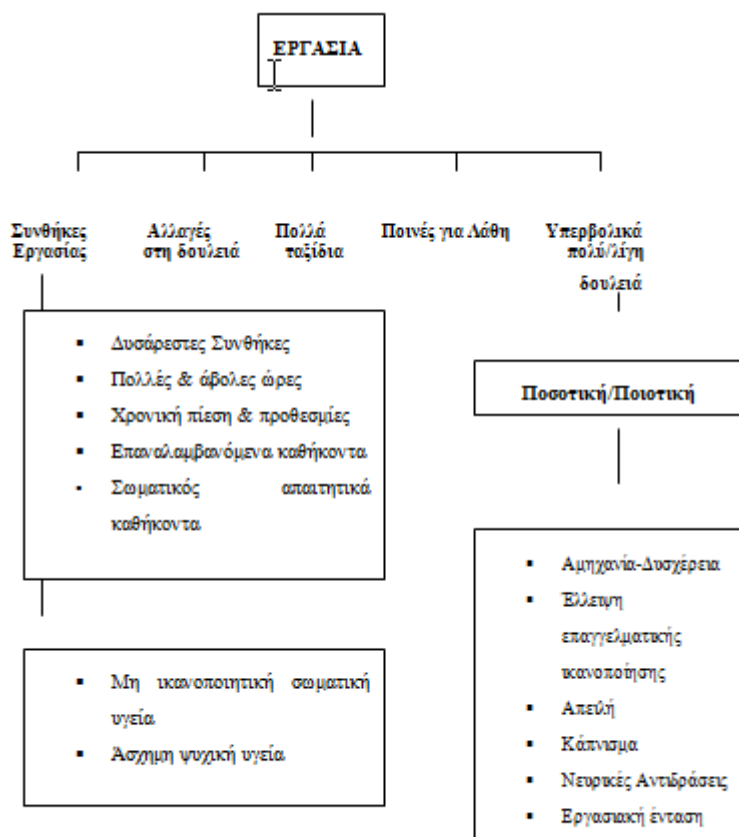 ΕΡΓΑΣΙΑ
Συνθήκες
Εργασίας
Αλλαγές
στη δουλειά
Πολλά
ταξίδια
Ποινές για Λάθη
Υπερβολικά
πολύ/λίγη
δουλειά
▪ Δυσάρεστες Συνθήκες
▪ Πολλές & άβολες ώρες
▪ Χρονική πίεση & προθεσμίες
▪ Επαναλαμβανόμενα καθήκοντα
▪ Σωματικός απαιτητικά
καθήκοντα
▪ Μη ικανοποιητική σωματική
υγεία
▪ Άσχημη ψυχική υγεία
Ποσοτική/Ποιοτική
▪ Αμηχανία-Δυσχέρεια
▪ Έλλειψη
επαγγελματικής
ικανοποίησης
▪ Απειλή
▪ Κάπνισμα
▪ Νευρικές Αντιδράσεις
▪ Εργασιακή ένταση